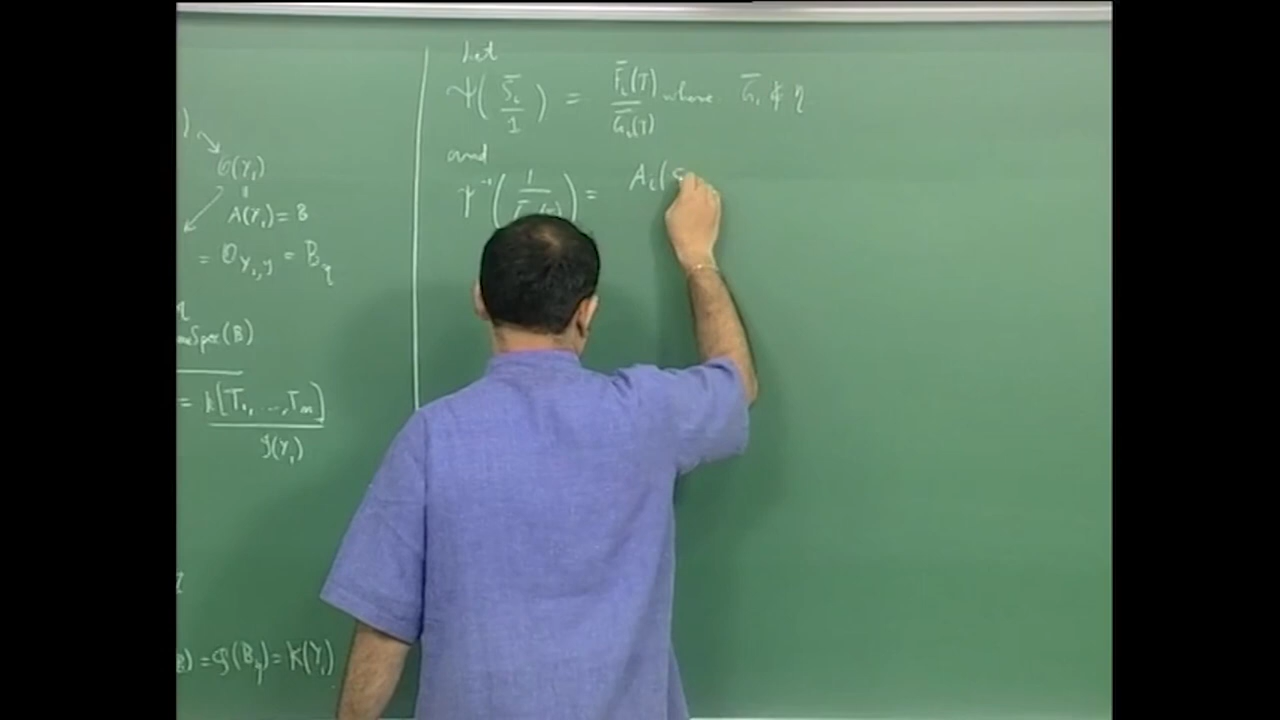 )
O(Y₁)
||
A(Y₁) = B
= O_{Y₁,y} = B_η
η
Spec(B)
= k[T₁, ..., Tₘ]
g(Y₁)
) = Q(B_η) = K(Y₁)
Let
Ψ( S̄ᵢ / 1 ) = F̄ᵢ(T) / Ḡᵢ(T) where Ḡᵢ ∉ η
and
Ψ⁻¹( 1 / ) = Aᵢ(S